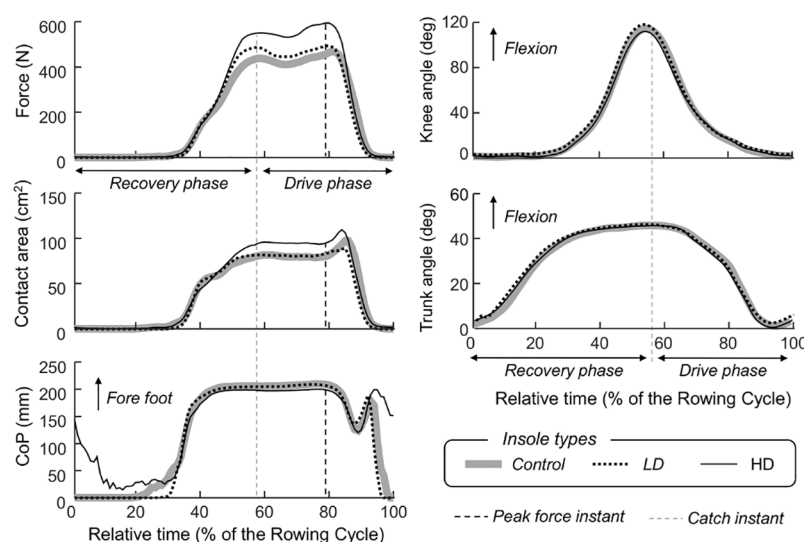 Force (N)
600
400
200
0
Recovery phase
Drive phase
Contact area (cm²)
150
100
50
0
CoP (mm)
250
200
150
100
50
0
Fore foot
0 20 40 60 80 100
Relative time (% of the Rowing Cycle)
Knee angle (deg)
120
80
40
0
Flexion
Trunk angle (deg)
60
40
20
0
Flexion
0 20 40 60 80 100
Recovery phase
Drive phase
Relative time (% of the Rowing Cycle)
Insole types
Control LD HD
Peak force instant Catch instant